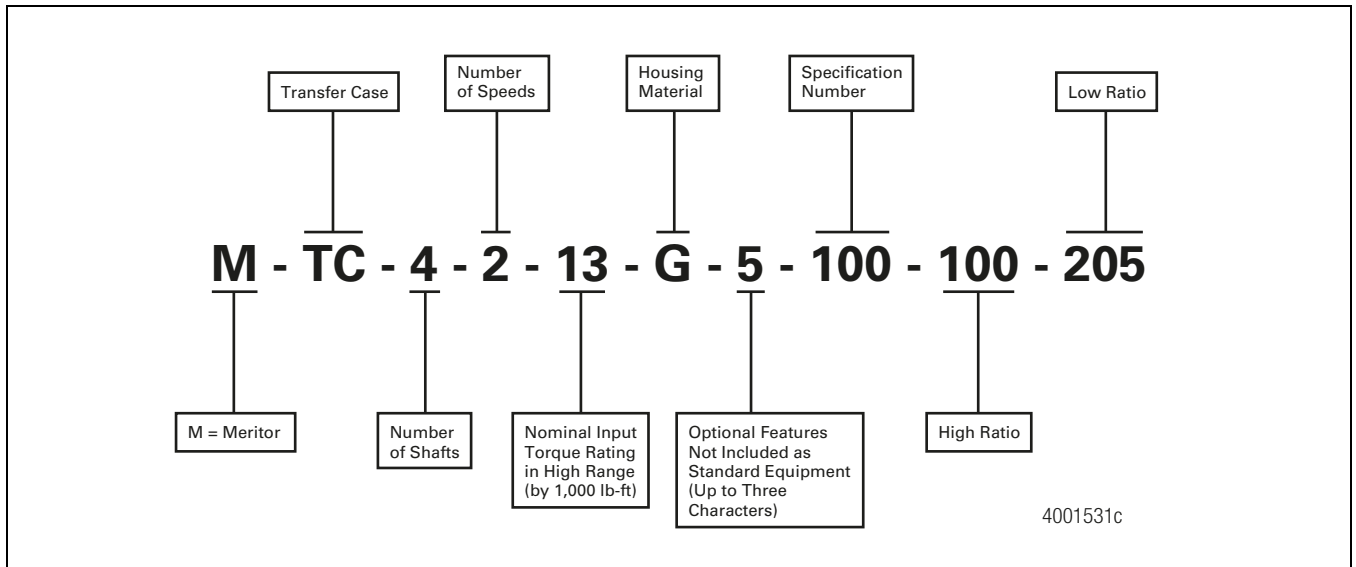 Transfer Case
Number
of Speeds
Housing
Material
Specification
Number
Low Ratio
M - TC - 4 - 2 - 13 - G - 5 - 100 - 100 - 205
M = Meritor
Number
of Shafts
Nominal Input
Torque Rating
in High Range
(by 1,000 lb-ft)
Optional Features
Not Included as
Standard Equipment
(Up to Three
Characters)
High Ratio
4001531c